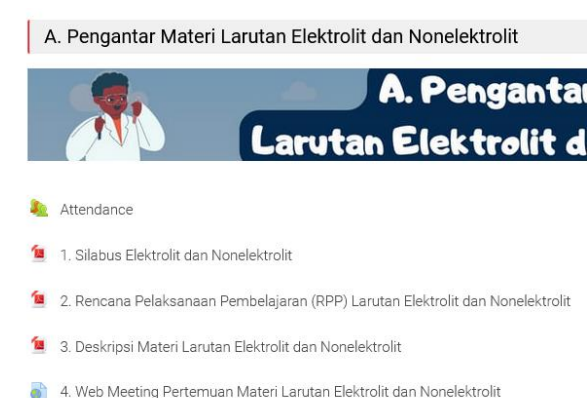 A. Pengantar Materi Larutan Elektrolit dan Nonelektrolit
A. Pengantar
Larutan Elektrolit d
Attendance
1. Silabus Elektrolit dan Nonelektrolit
2. Rencana Pelaksanaan Pembelajaran (RPP) Larutan Elektrolit dan Nonelektrolit
3. Deskripsi Materi Larutan Elektrolit dan Nonelektrolit
4. Web Meeting Pertemuan Materi Larutan Elektrolit dan Nonelektrolit